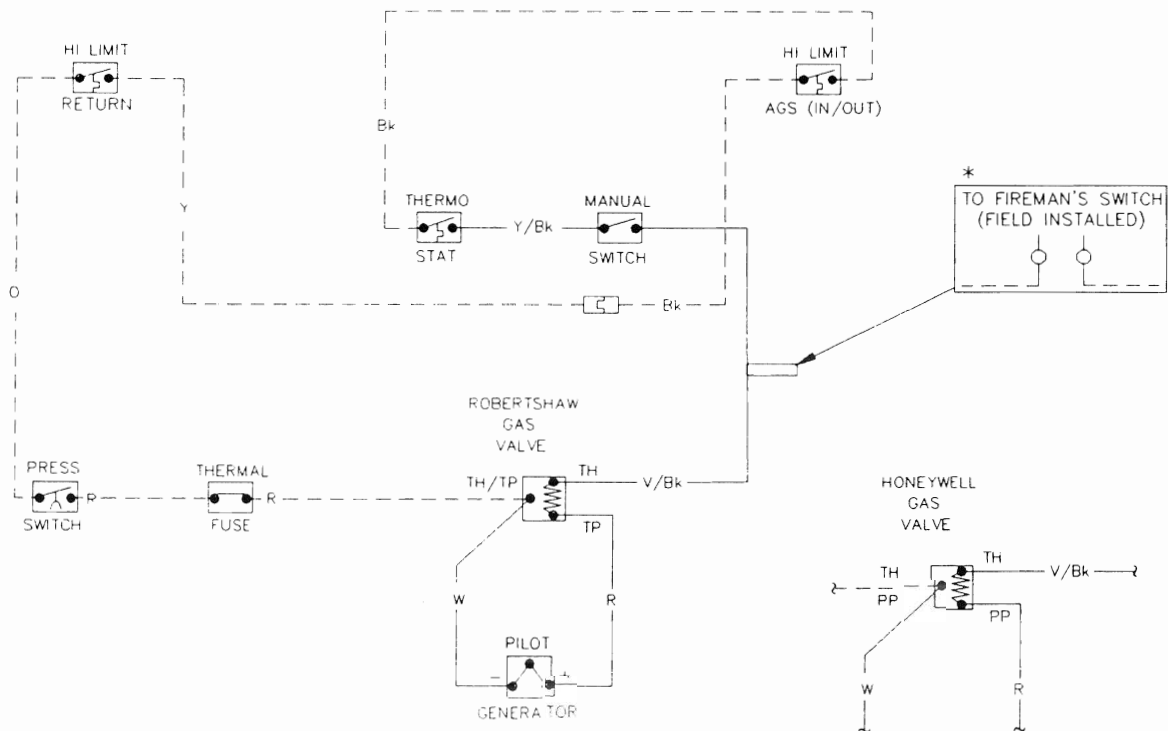 HI LIMIT
RETURN
HI LIMIT
AGS (IN/OUT)
Bk
THERMO
STAT
Y/Bk
MANUAL
SWITCH
*
TO FIREMAN'S SWITCH
(FIELD INSTALLED)
Y
O
Bk
ROBERTSHAW
GAS
VALVE
PRESS
SWITCH
R
THERMAL
FUSE
R
TH/TP
TH
TP
V/Bk
W
R
PILOT
GENERATOR
HONEYWELL
GAS
VALVE
TH
PP
TH
PP
V/Bk
W
R